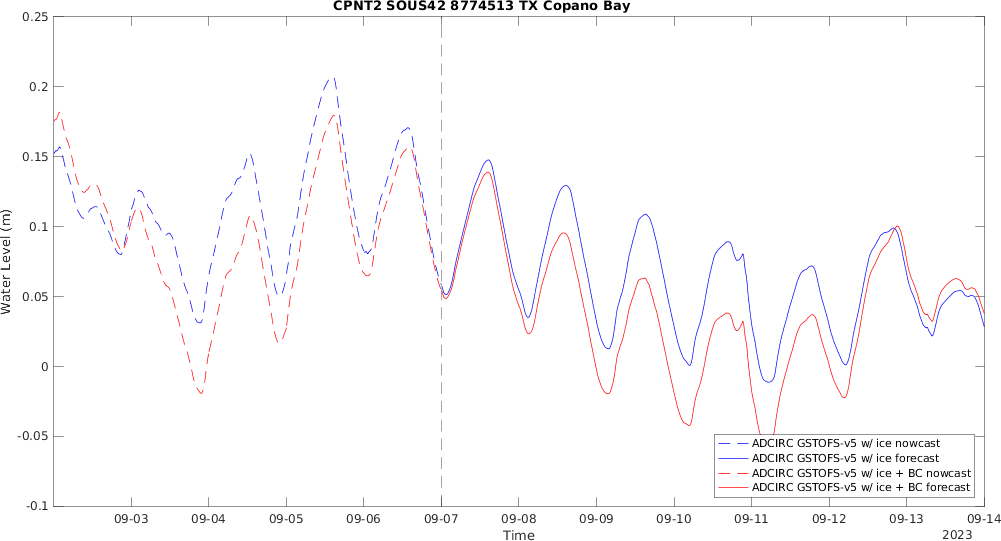 CPNT2 SOUS42 8774513 TX Copano Bay
0.25
0.2
0.15
0.1
0.05
0
-0.05
-0.1
Water Level (m)
ADCIRC GSTOFS-v5 w/ ice nowcast
ADCIRC GSTOFS-v5 w/ ice forecast
ADCIRC GSTOFS-v5 w/ ice + BC nowcast
ADCIRC GSTOFS-v5 w/ ice + BC forecast
09-03 09-04 09-05 09-06 09-07 09-08 09-09 09-10 09-11 09-12 09-13 09-14
Time
2023